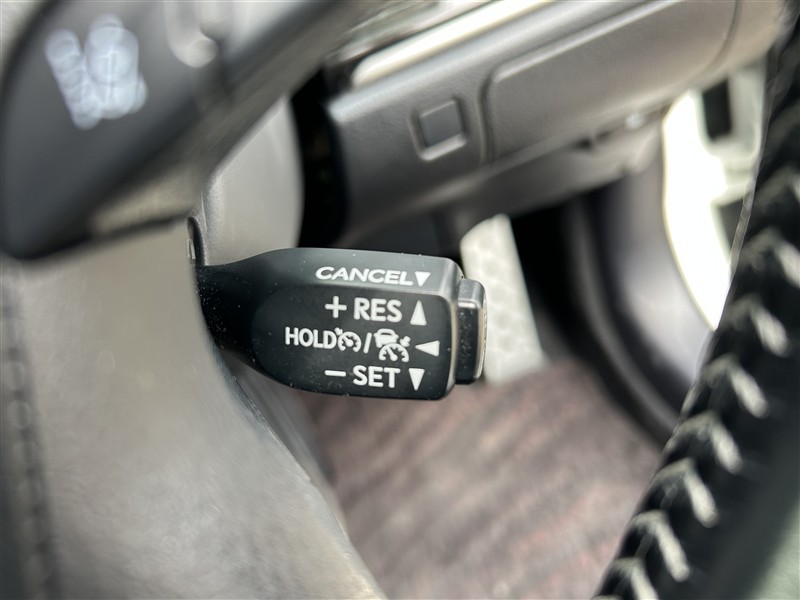 CANCEL▼
+ RES ▲
HOLD / ◀
− SET ▼